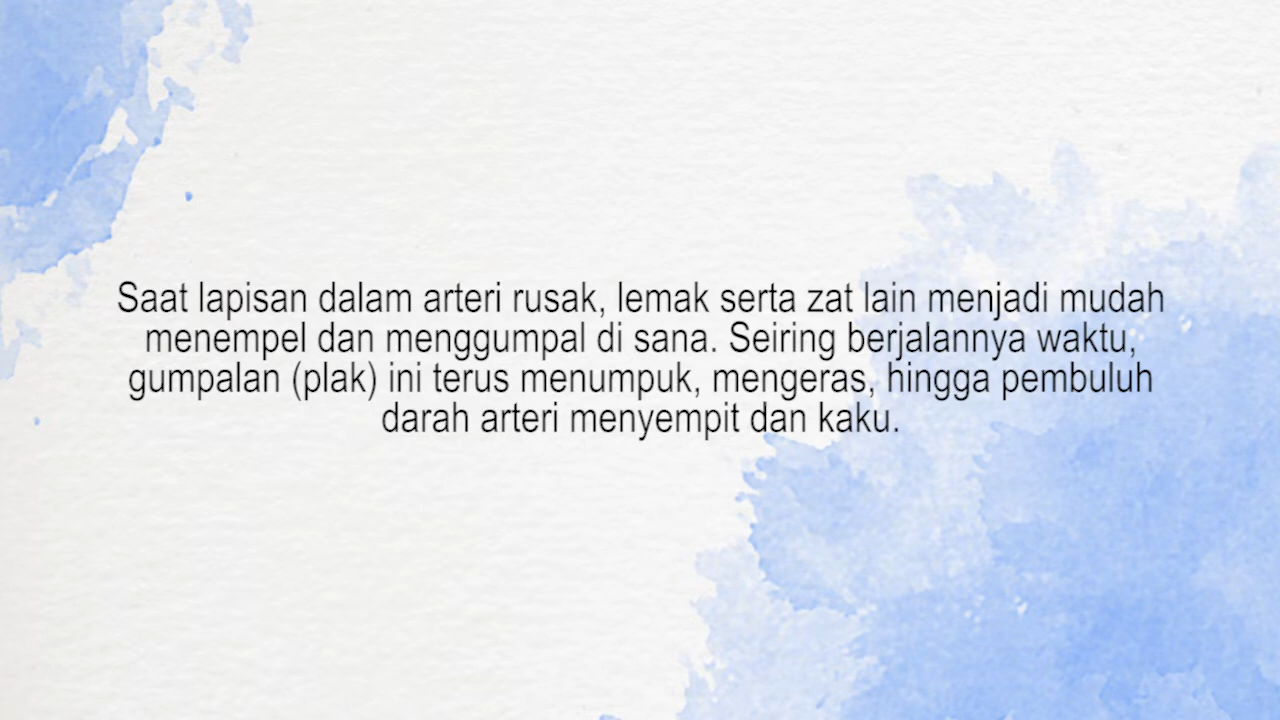 Saat lapisan dalam arteri rusak, lemak serta zat lain menjadi mudah
menempel dan menggumpal di sana. Seiring berjalannya waktu,
gumpalan (plak) ini terus menumpuk, mengeras, hingga pembuluh
darah arteri menyempit dan kaku.